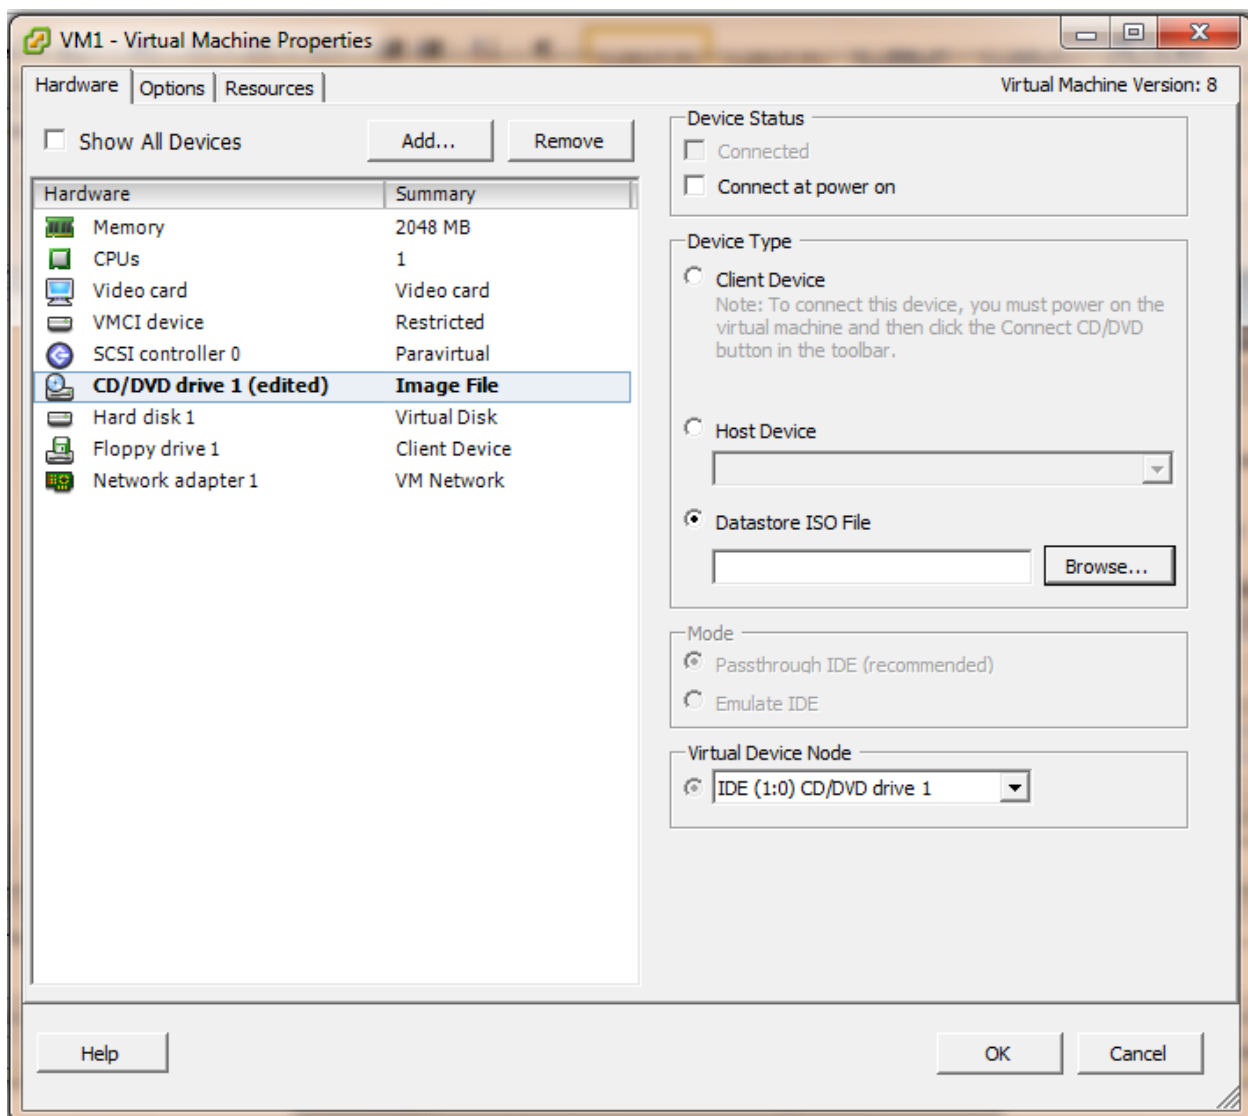 VM1 - Virtual Machine Properties
Hardware Options Resources Virtual Machine Version: 8
Show All Devices Add... Remove
Hardware Summary
Memory 2048 MB
CPUs 1
Video card Video card
VMCI device Restricted
SCSI controller 0 Paravirtual
CD/DVD drive 1 (edited) Image File
Hard disk 1 Virtual Disk
Floppy drive 1 Client Device
Network adapter 1 VM Network
Device Status
Connected
Connect at power on
Device Type
Client Device
Note: To connect this device, you must power on the
virtual machine and then click the Connect CD/DVD
button in the toolbar.
Host Device
Datastore ISO File
Browse...
Mode
Passthrough IDE (recommended)
Emulate IDE
Virtual Device Node
IDE (1:0) CD/DVD drive 1
Help OK Cancel